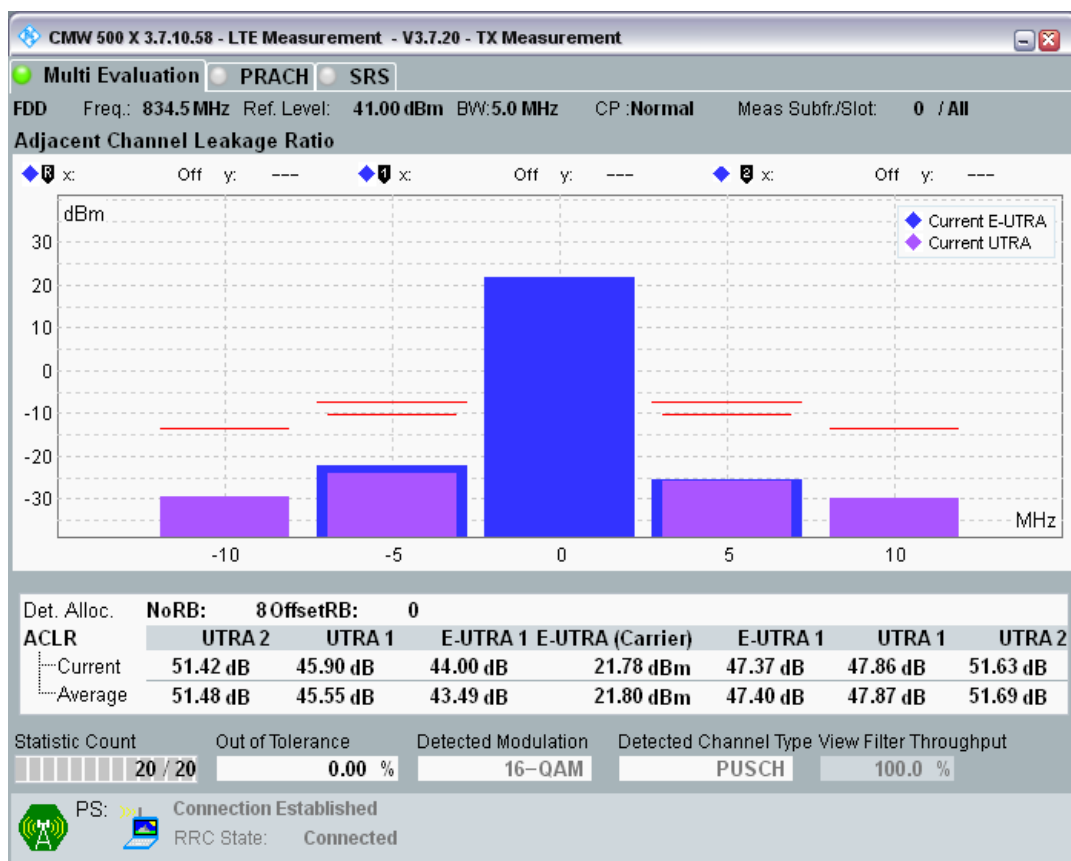 CMW 500 X 3.7.10.58 - LTE Measurement - V3.7.20 - TX Measurement
Multi Evaluation PRACH SRS
FDD Freq.: 834.5 MHz Ref. Level: 41.00 dBm BW:5.0 MHz CP :Normal Meas Subfr./Slot: 0 / All
Adjacent Channel Leakage Ratio
R x: Off y: --- 1 x: Off y: --- 2 x: Off y: ---
dBm
Current E-UTRA
Current UTRA
30
20
10
0
-10
-20
-30
MHz
-10 -5 0 5 10
Det. Alloc. NoRB: 8 OffsetRB: 0
ACLR UTRA 2 UTRA 1 E-UTRA 1 E-UTRA (Carrier) E-UTRA 1 UTRA 1 UTRA 2
Current 51.42 dB 45.90 dB 44.00 dB 21.78 dBm 47.37 dB 47.86 dB 51.63 dB
Average 51.48 dB 45.55 dB 43.49 dB 21.80 dBm 47.40 dB 47.87 dB 51.69 dB
Statistic Count Out of Tolerance Detected Modulation Detected Channel Type View Filter Throughput
20 / 20 0.00 % 16-QAM PUSCH 100.0 %
PS: Connection Established
RRC State: Connected